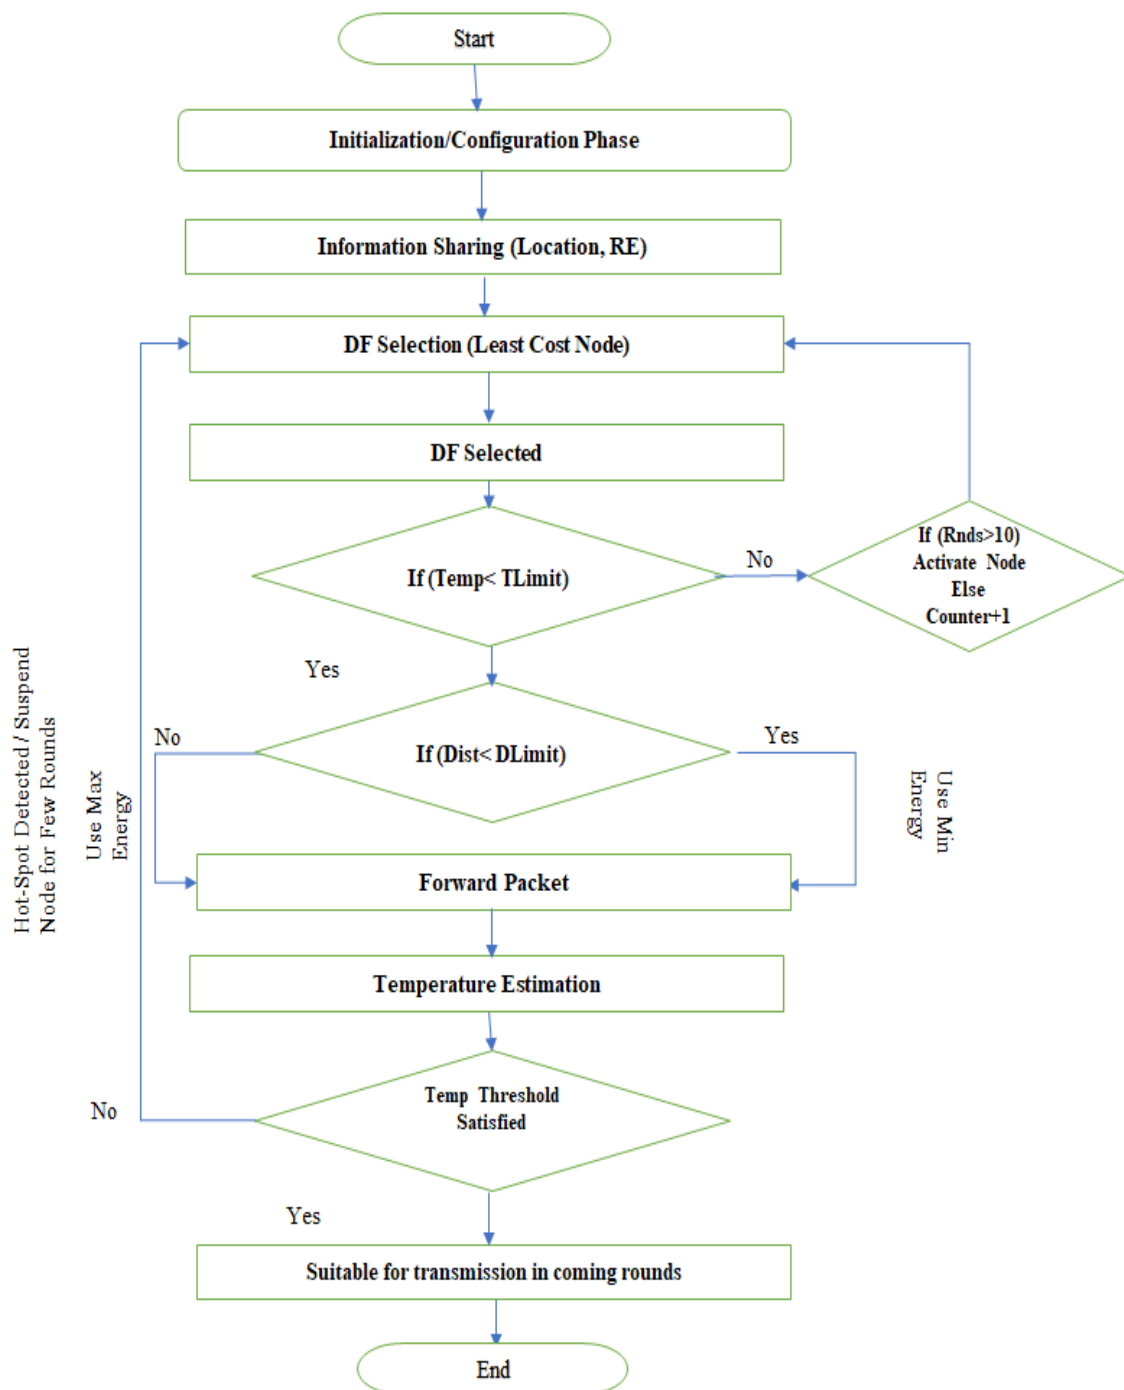 Start
Initialization/Configuration Phase
Information Sharing (Location, RE)
DF Selection (Least Cost Node)
DF Selected
If (Temp< TLimit)
No
If (Rnds>10)
Activate Node
Else
Counter+1
Yes
If (Dist< DLimit)
No
Yes
Use Max
Energy
Use Min
Energy
Hot-Spot Detected / Suspend
Node for Few Rounds
Forward Packet
Temperature Estimation
Temp Threshold
Satisfied
No
Yes
Suitable for transmission in coming rounds
End